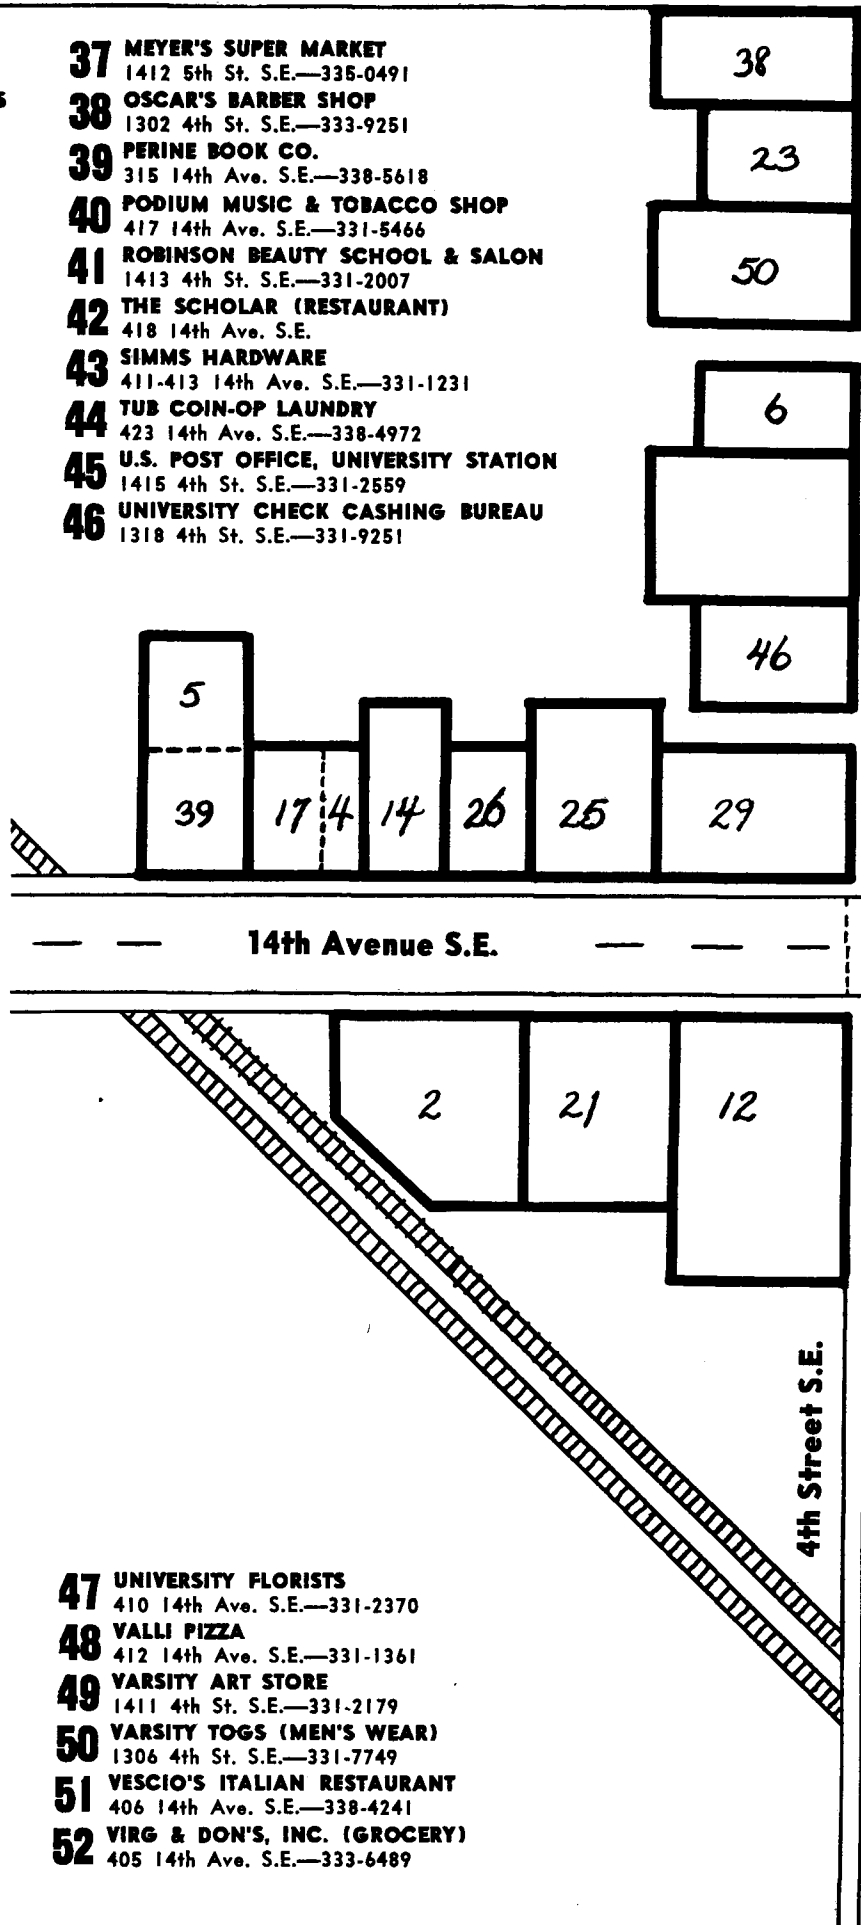 37 MEYER'S SUPER MARKET
1412 5th St. S.E.—335-0491
S
38 OSCAR'S BARBER SHOP
1302 4th St. S.E.—333-9251
39 PERINE BOOK CO.
315 14th Ave. S.E.—338-5618
40 PODIUM MUSIC & TOBACCO SHOP
417 14th Ave. S.E.—331-5466
41 ROBINSON BEAUTY SCHOOL & SALON
1413 4th St. S.E.—331-2007
42 THE SCHOLAR (RESTAURANT)
418 14th Ave. S.E.
43 SIMMS HARDWARE
411-413 14th Ave. S.E.—331-1231
44 TUB COIN-OP LAUNDRY
423 14th Ave. S.E.—338-4972
45 U.S. POST OFFICE, UNIVERSITY STATION
1415 4th St. S.E.—331-2559
46 UNIVERSITY CHECK CASHING BUREAU
1318 4th St. S.E.—331-9251
38
23
50
6
46
5
39 17 4 14 26 25 29
14th Avenue S.E.
2 21 12
4th Street S.E.
47 UNIVERSITY FLORISTS
410 14th Ave. S.E.—331-2370
48 VALLI PIZZA
412 14th Ave. S.E.—331-1361
49 VARSITY ART STORE
1411 4th St. S.E.—331-2179
50 VARSITY TOGS (MEN'S WEAR)
1306 4th St. S.E.—331-7749
51 VESCIO'S ITALIAN RESTAURANT
406 14th Ave. S.E.—338-4241
52 VIRG & DON'S, INC. (GROCERY)
405 14th Ave. S.E.—333-6489